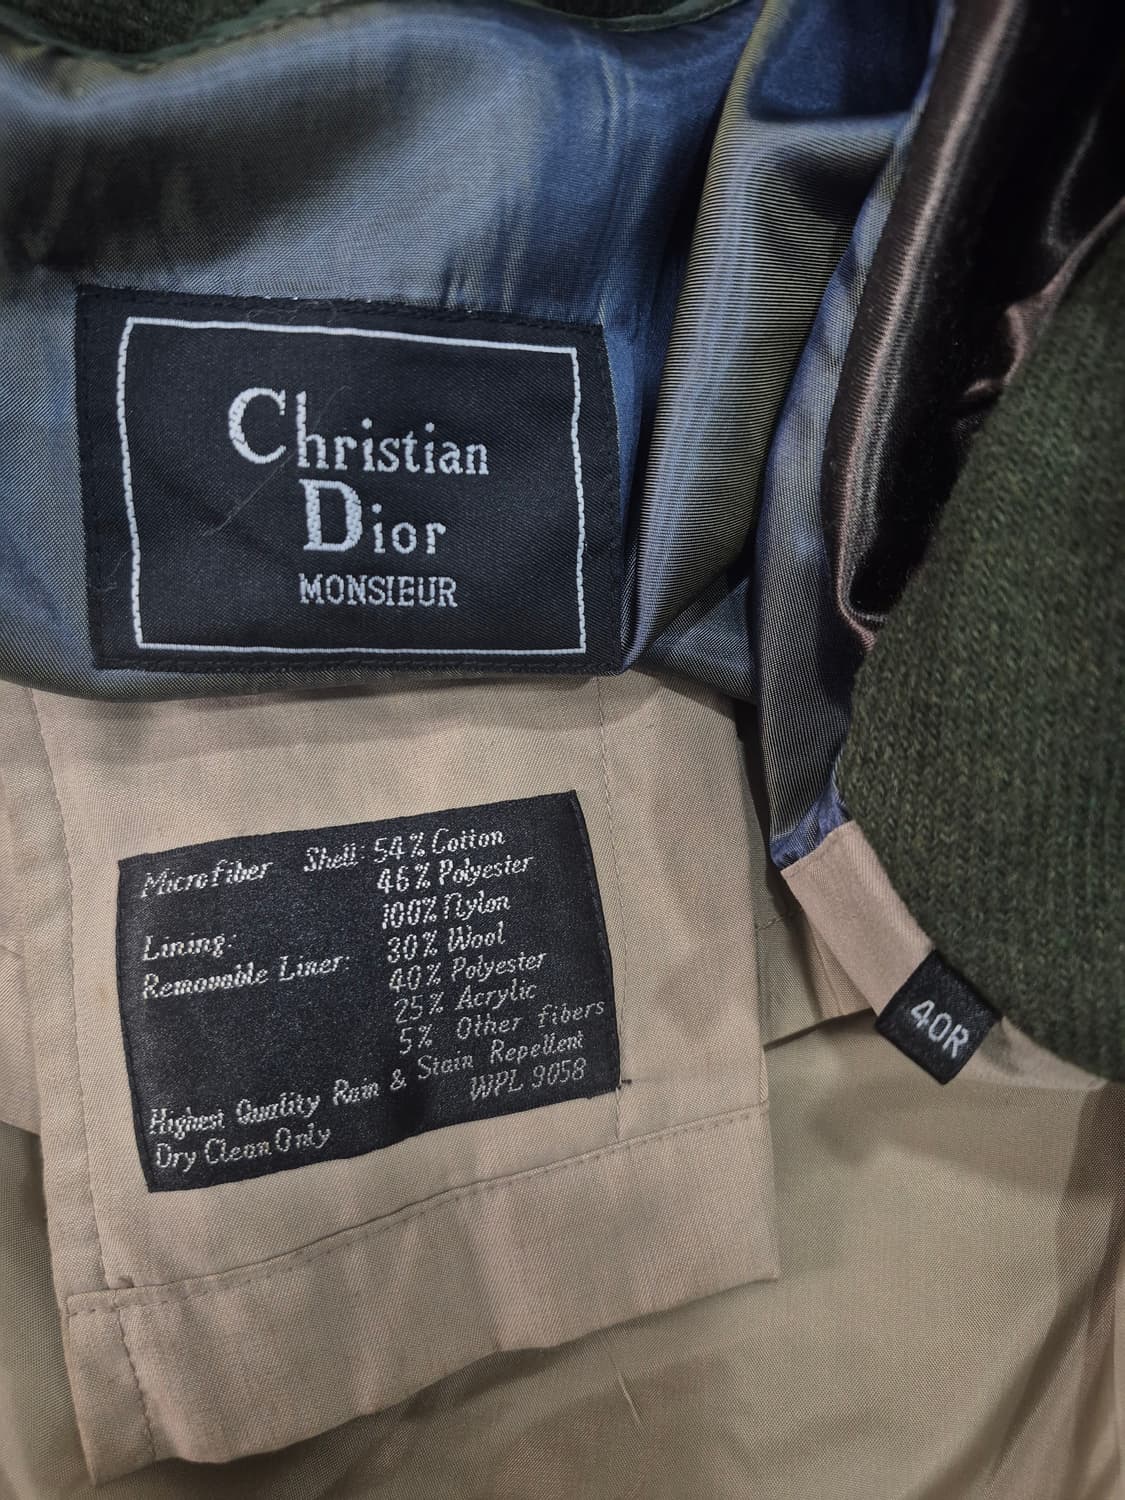 Christian
Dior
MONSIEUR
Microfiber Shell: 54% Cotton
46% Polyester
Lining: 100% Nylon
Removable Liner: 30% Wool
40% Polyester
25% Acrylic
5% Other fibers
Highest Quality Rain & Stain Repellent
Dry Clean Only WPL 9058
40R